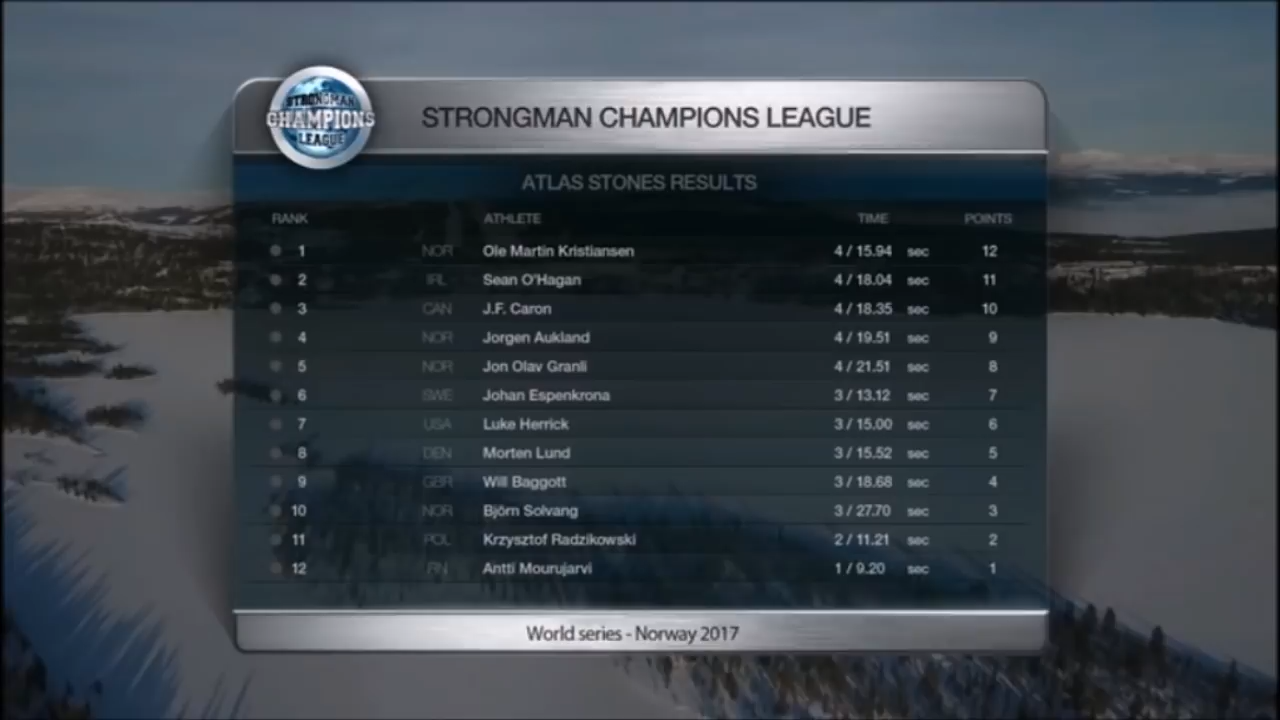 STRONGMAN
CHAMPIONS
LEAGUE
STRONGMAN CHAMPIONS LEAGUE
ATLAS STONES RESULTS
RANK ATHLETE TIME POINTS
1 NOR Ole Martin Kristiansen 4 / 15.94 sec 12
2 IRL Sean O'Hagan 4 / 18.04 sec 11
3 CAN J.F. Caron 4 / 18.35 sec 10
4 NOR Jorgen Aukland 4 / 19.51 sec 9
5 NOR Jon Olav Granli 4 / 21.51 sec 8
6 SWE Johan Espenkrona 3 / 13.12 sec 7
7 USA Luke Herrick 3 / 15.00 sec 6
8 DEN Morten Lund 3 / 15.52 sec 5
9 GBR Will Baggott 3 / 18.68 sec 4
10 NOR Björn Solvang 3 / 27.70 sec 3
11 POL Krzysztof Radzikowski 2 / 11.21 sec 2
12 FIN Antti Mourujarvi 1 / 9.20 sec 1
World series - Norway 2017